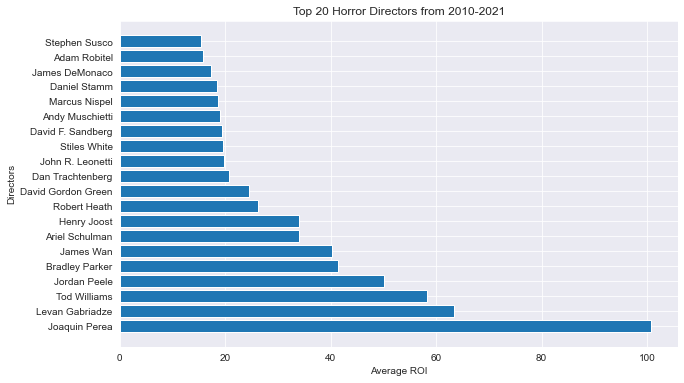 Top 20 Horror Directors from 2010-2021
Stephen Susco
Adam Robitel
James DeMonaco
Daniel Stamm
Marcus Nispel
Andy Muschietti
David F. Sandberg
Stiles White
John R. Leonetti
Dan Trachtenberg
David Gordon Green
Robert Heath
Henry Joost
Ariel Schulman
James Wan
Bradley Parker
Jordan Peele
Tod Williams
Levan Gabriadze
Joaquin Perea
Directors
0 20 40 60 80 100
Average ROI